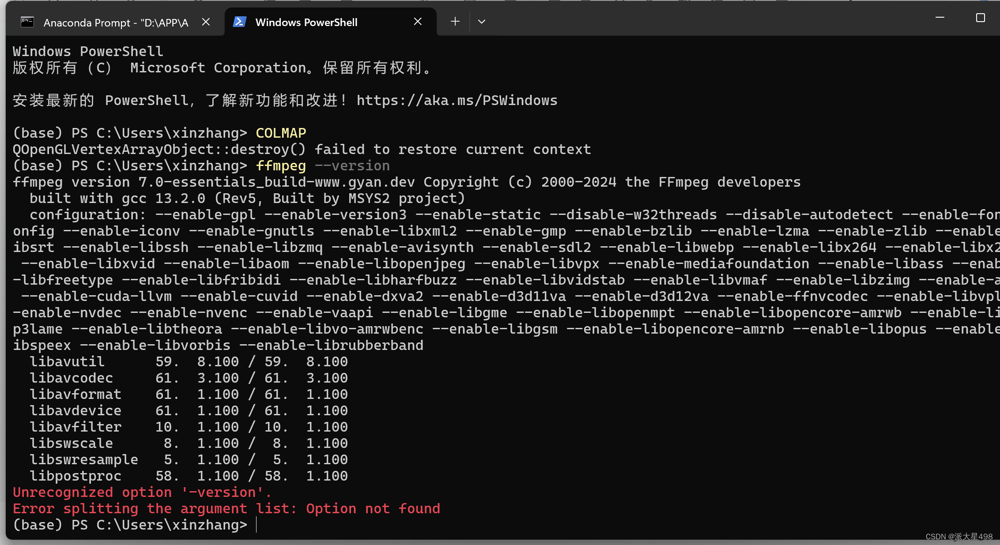 Anaconda Prompt - "D:\APP\A
Windows PowerShell
Windows PowerShell
版权所有（C） Microsoft Corporation。保留所有权利。
安装最新的 PowerShell，了解新功能和改进！https://aka.ms/PSWindows
(base) PS C:\Users\xinzhang> COLMAP
QOpenGLVertexArrayObject::destroy() failed to restore current context
(base) PS C:\Users\xinzhang> ffmpeg --version
ffmpeg version 7.0-essentials_build-www.gyan.dev Copyright (c) 2000-2024 the FFmpeg developers
  built with gcc 13.2.0 (Rev5, Built by MSYS2 project)
  configuration: --enable-gpl --enable-version3 --enable-static --disable-w32threads --disable-autodetect --enable-fon
onfig --enable-iconv --enable-gnutls --enable-libxml2 --enable-gmp --enable-bzlib --enable-lzma --enable-zlib --enable
ibsrt --enable-libssh --enable-libzmq --enable-avisynth --enable-sdl2 --enable-libwebp --enable-libx264 --enable-libx2
 --enable-libxvid --enable-libaom --enable-libopenjpeg --enable-libvpx --enable-mediafoundation --enable-libass --enab
-libfreetype --enable-libfribidi --enable-libharfbuzz --enable-libvidstab --enable-libvmaf --enable-libzimg --enable-a
 --enable-cuda-llvm --enable-cuvid --enable-dxva2 --enable-d3d11va --enable-d3d12va --enable-ffnvcodec --enable-libvpl
-enable-nvdec --enable-nvenc --enable-vaapi --enable-libgme --enable-libopenmpt --enable-libopencore-amrwb --enable-li
p3lame --enable-libtheora --enable-libvo-amrwbenc --enable-libgsm --enable-libopencore-amrnb --enable-libopus --enable
ibspeex --enable-libvorbis --enable-librubberband
  libavutil      59.  8.100 / 59.  8.100
  libavcodec     61.  3.100 / 61.  3.100
  libavformat    61.  1.100 / 61.  1.100
  libavdevice    61.  1.100 / 61.  1.100
  libavfilter    10.  1.100 / 10.  1.100
  libswscale      8.  1.100 /  8.  1.100
  libswresample   5.  1.100 /  5.  1.100
  libpostproc    58.  1.100 / 58.  1.100
Unrecognized option '-version'.
Error splitting the argument list: Option not found
(base) PS C:\Users\xinzhang>
CSDN @派大星498